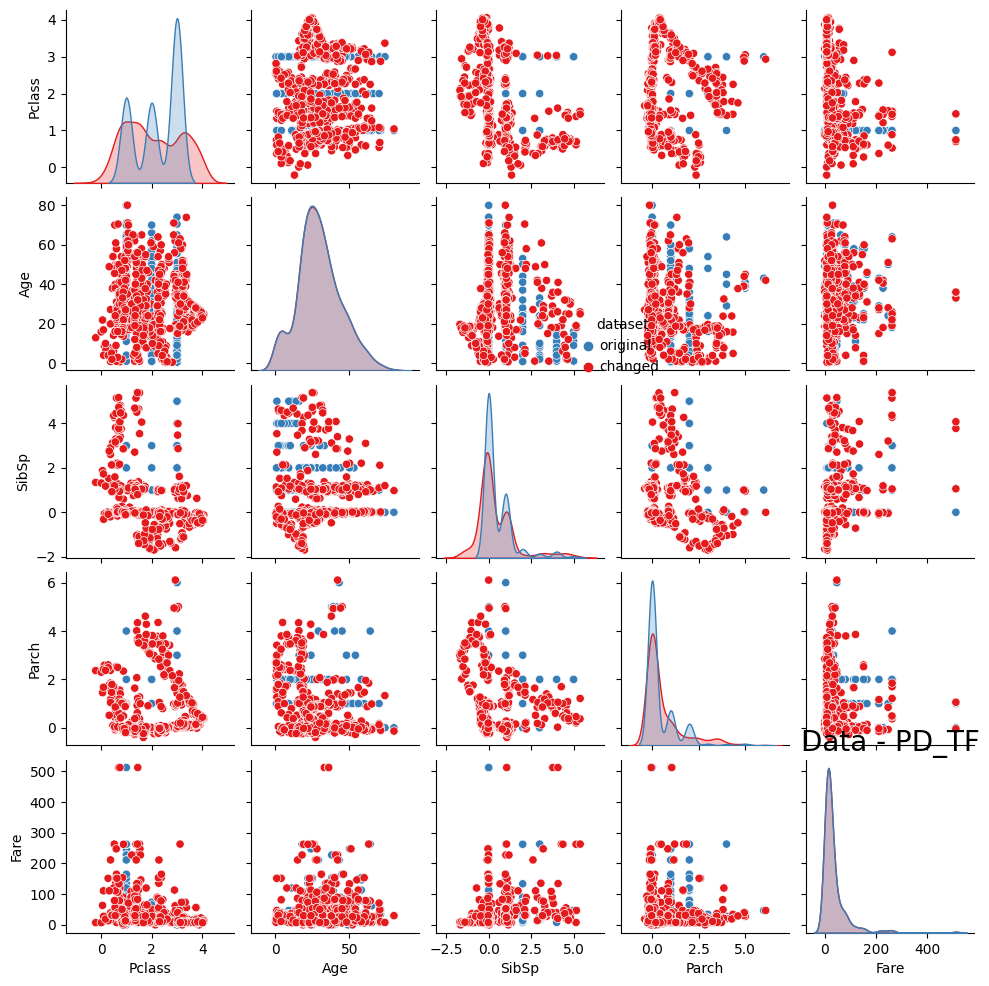 4
3
2
1
0
Pclass
80
60
40
20
0
Age
dataset
original
changed
4
2
0
−2
SibSp
6
4
2
0
Parch
Data - PD_TF
500
400
300
200
100
0
Fare
0 2 4
0 50
−2.5 0.0 2.5 5.0
0.0 2.5 5.0
0 200 400
Pclass Age SibSp Parch Fare